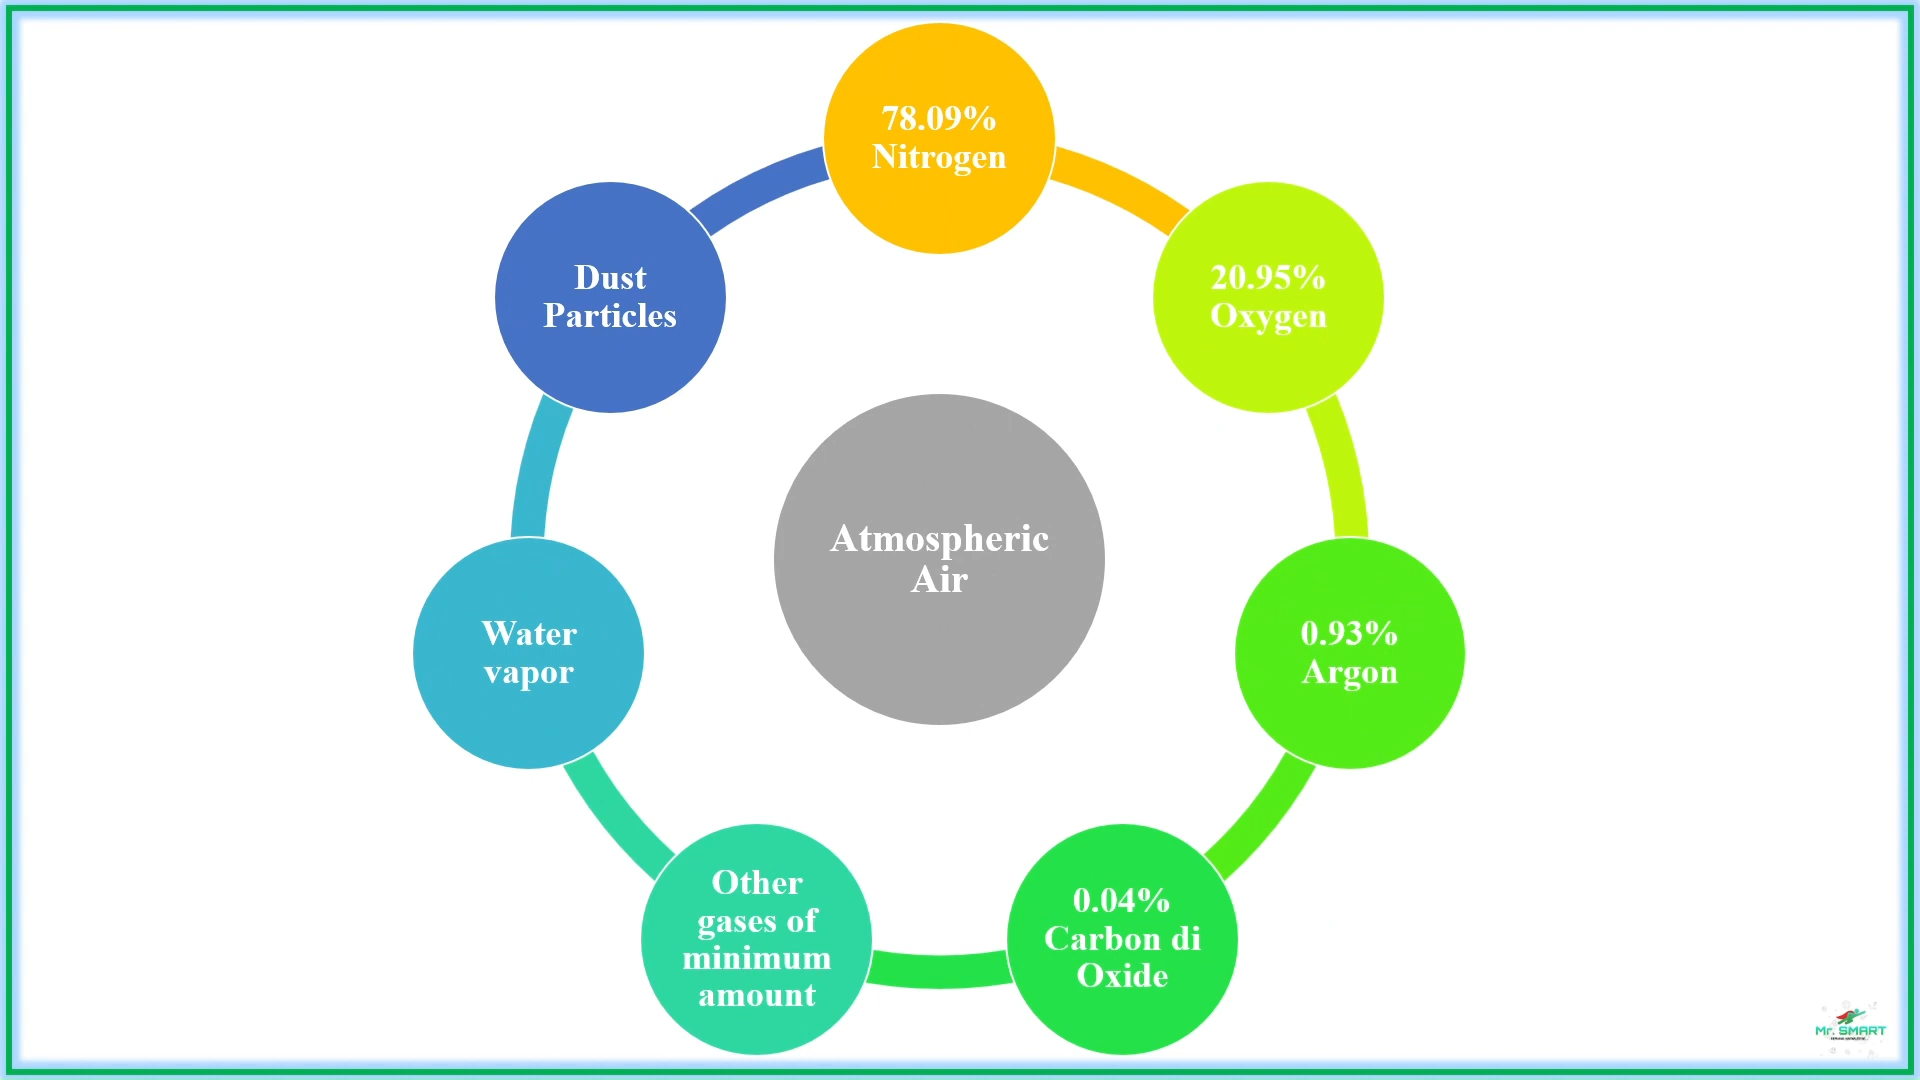 78.09%
Nitrogen
20.95%
Oxygen
0.93%
Argon
0.04%
Carbon di
Oxide
Other
gases of
minimum
amount
Water
vapor
Dust
Particles
Atmospheric
Air
Mr. SMART